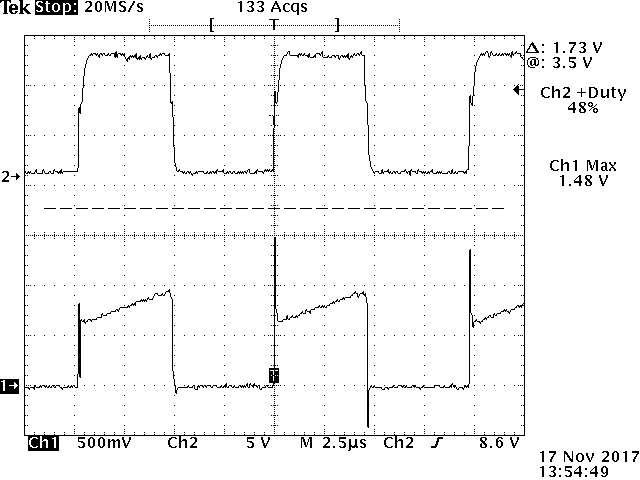 Tek Stop: 20MS/s 133 Acqs
[ T ]
Δ: 1.73 V
@: 3.5 V
Ch2 +Duty
48%
Ch1 Max
1.48 V
2→
T
1→
Ch1 500mV Ch2 5 V M 2.5µs Ch2 8.6 V
17 Nov 2017
13:54:49